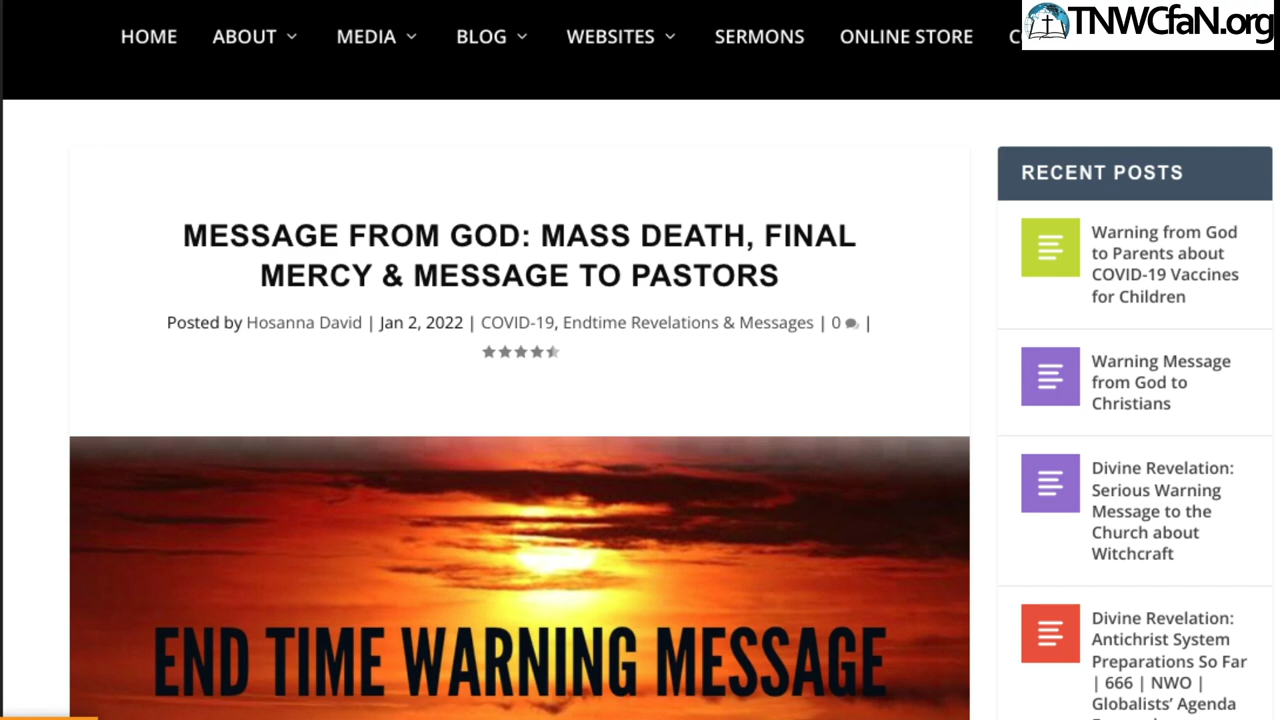 HOME ABOUT MEDIA BLOG WEBSITES SERMONS ONLINE STORE C
TNWCfaN.org
MESSAGE FROM GOD: MASS DEATH, FINAL
MERCY & MESSAGE TO PASTORS
Posted by Hosanna David | Jan 2, 2022 | COVID-19, Endtime Revelations & Messages | 0 |
END TIME WARNING MESSAGE
RECENT POSTS
Warning from God
to Parents about
COVID-19 Vaccines
for Children
Warning Message
from God to
Christians
Divine Revelation:
Serious Warning
Message to the
Church about
Witchcraft
Divine Revelation:
Antichrist System
Preparations So Far
| 666 | NWO |
Globalists’ Agenda